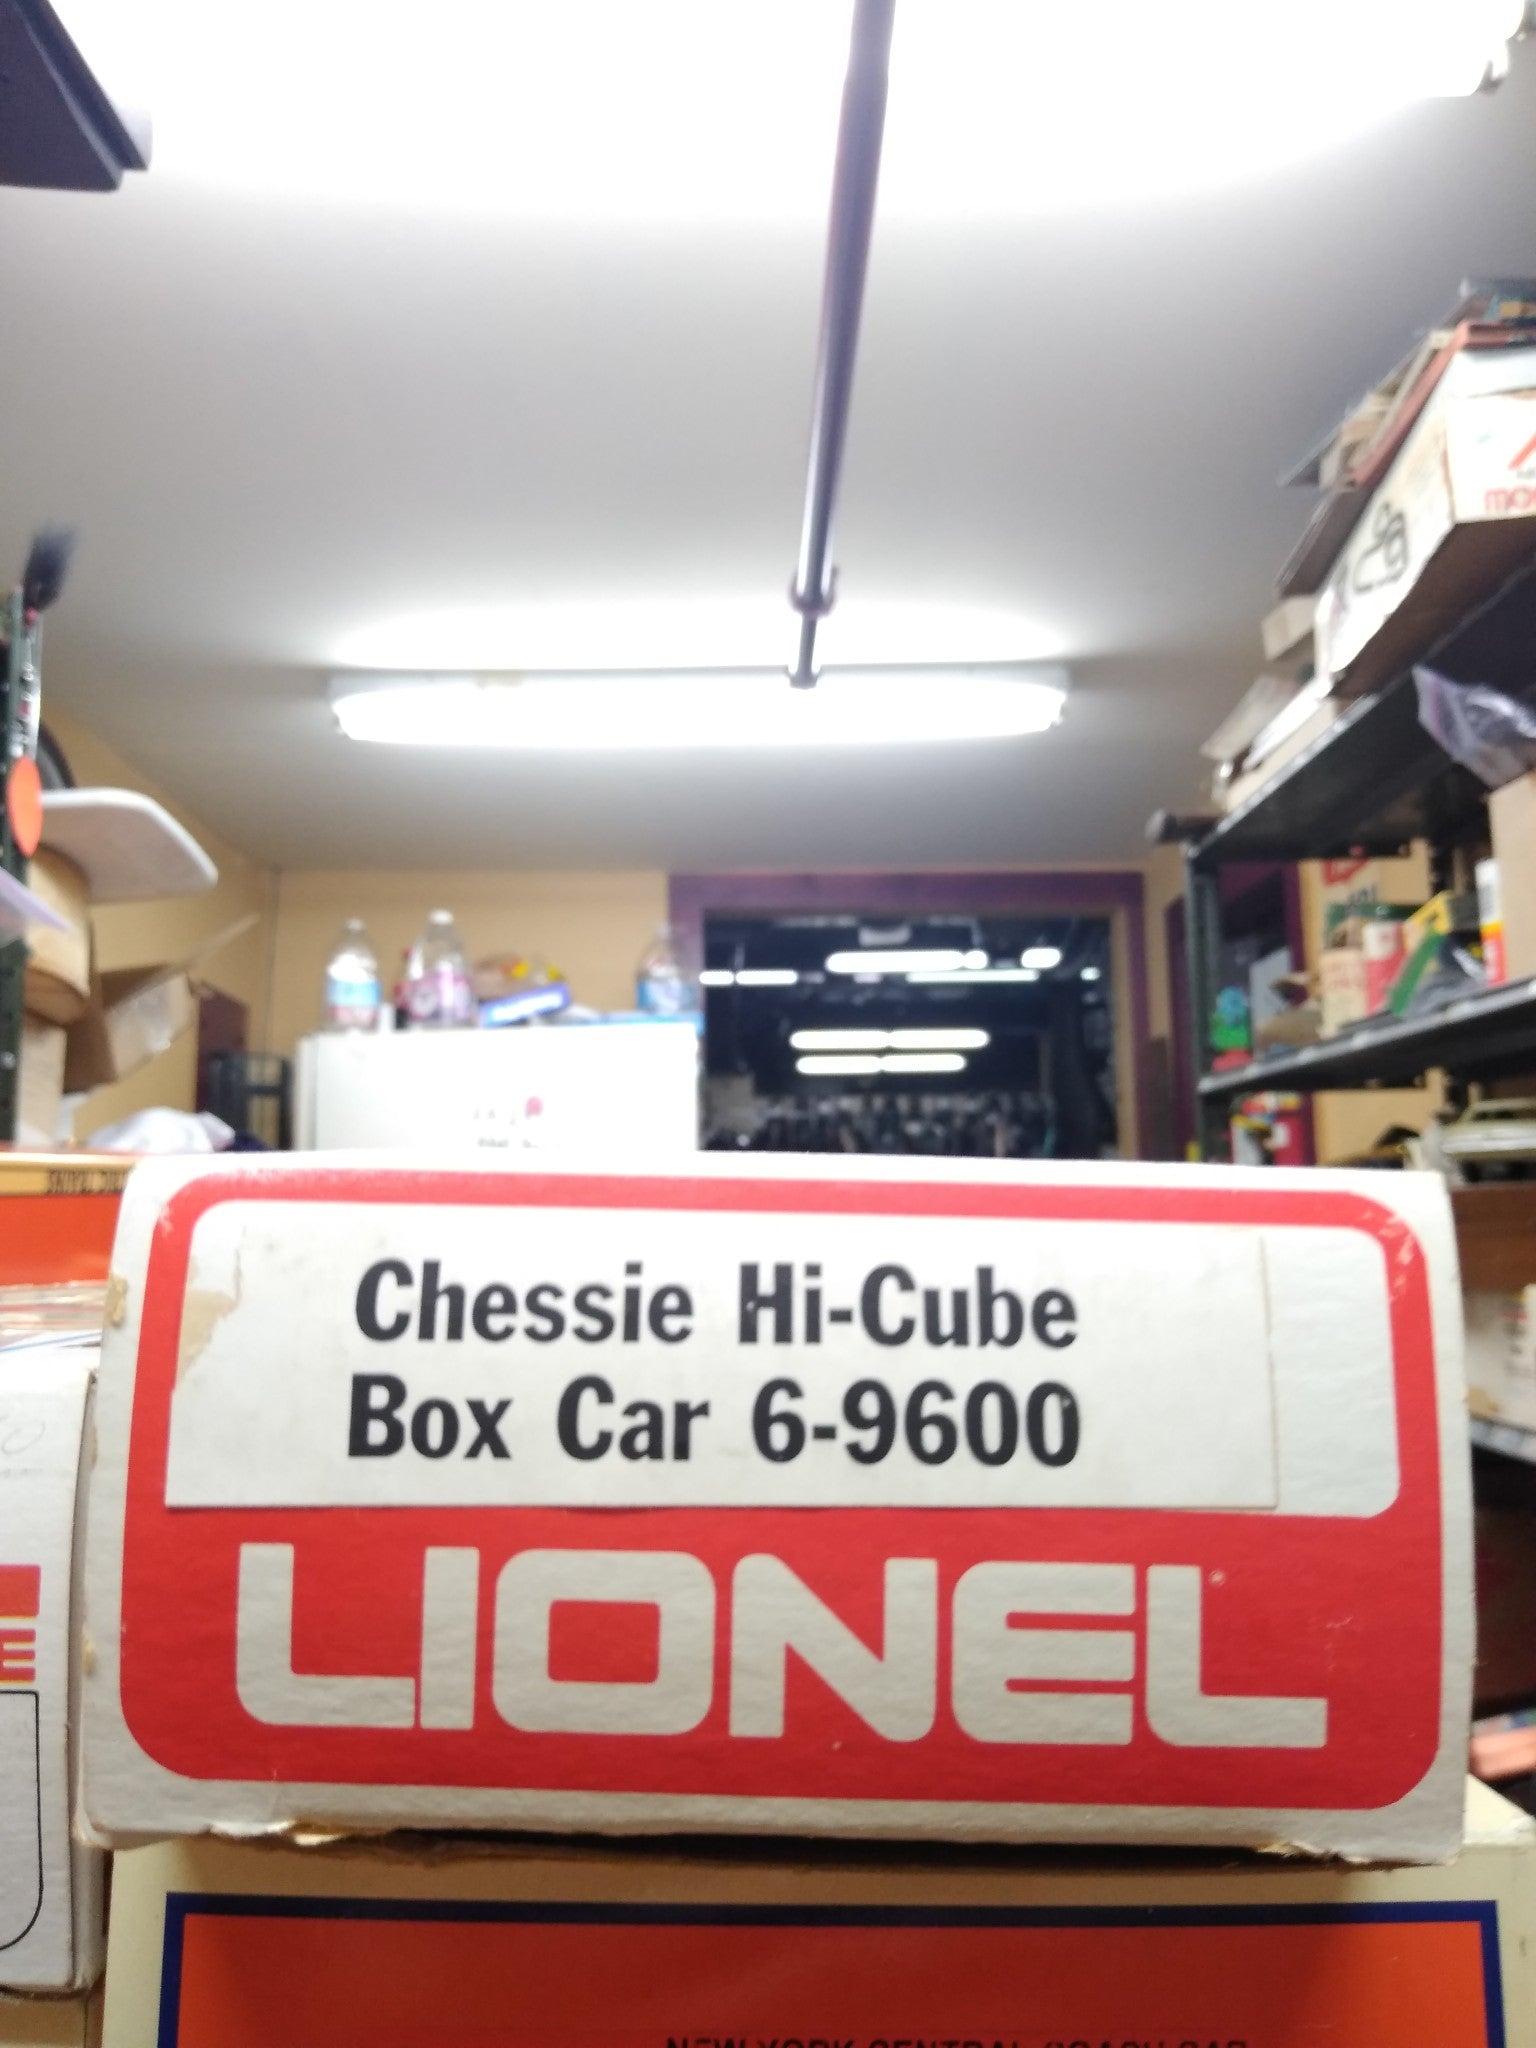 Chessie Hi-Cube
Box Car 6-9600
LIONEL®
NEW YORK CENTRAL COACH CAR